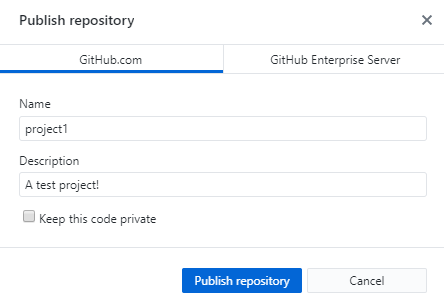 Publish repository
GitHub.com
GitHub Enterprise Server
Name
project1
Description
A test project!
Keep this code private
Publish repository
Cancel